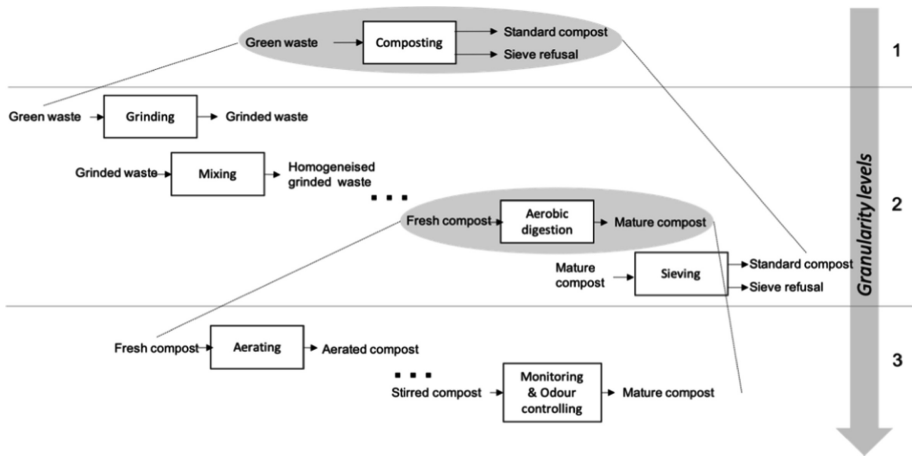 Green waste
Composting
Standard compost
Sieve refusal
1
Green waste
Grinding
Grinded waste
Grinded waste
Mixing
Homogeneised
grinded waste
...
Fresh compost
Aerobic
digestion
Mature compost
2
Mature
compost
Sieving
Standard compost
Sieve refusal
Granularity levels
Fresh compost
Aerating
Aerated compost
3
...
Stirred compost
Monitoring
& Odour
controlling
Mature compost